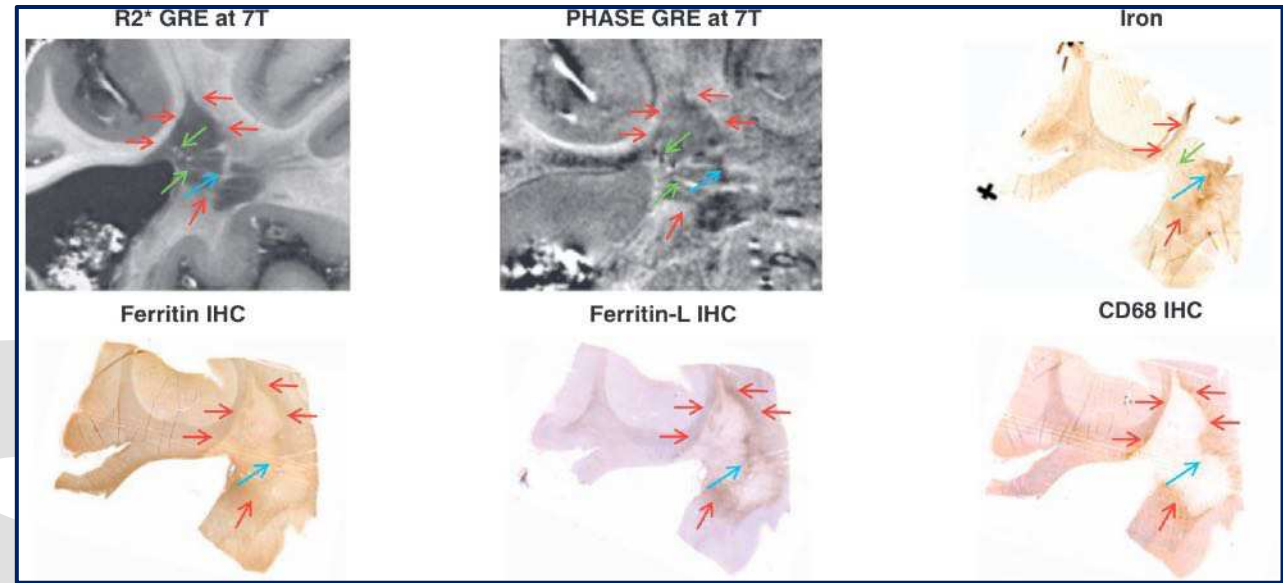 R2* GRE at 7T
PHASE GRE at 7T
Iron
Ferritin IHC
Ferritin-L IHC
CD68 IHC